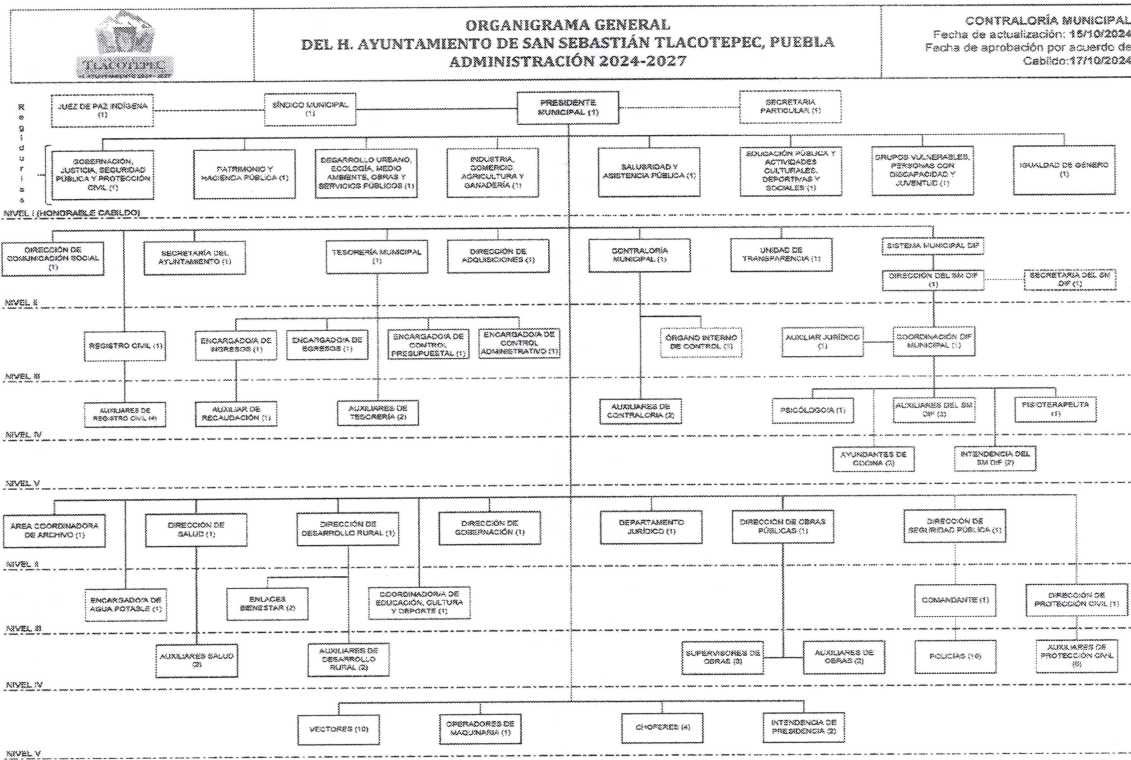 TLACOTEPEC
H. AYUNTAMIENTO 2024 - 2027
ORGANIGRAMA GENERAL
DEL H. AYUNTAMIENTO DE SAN SEBASTIÁN TLACOTEPEC, PUEBLA
ADMINISTRACIÓN 2024-2027
CONTRALORÍA MUNICIPAL
Fecha de actualización: 15/10/2024
Fecha de aprobación por acuerdo de
Cabildo:17/10/2024
Regidurías
JUEZ DE PAZ INDÍGENA
(1)
SÍNDICO MUNICIPAL
(1)
PRESIDENTE
MUNICIPAL (1)
SECRETARIA
PARTICULAR (1)
GOBERNACIÓN,
JUSTICIA, SEGURIDAD
PÚBLICA Y PROTECCIÓN
CIVIL (1)
PATRIMONIO Y
HACIENDA PÚBLICA (1)
DESARROLLO URBANO,
ECOLOGÍA, MEDIO
AMBIENTE, OBRAS Y
SERVICIOS PÚBLICOS (1)
INDUSTRIA,
COMERCIO,
AGRICULTURA Y
GANADERÍA (1)
SALUBRIDAD Y
ASISTENCIA PÚBLICA (1)
EDUCACIÓN PÚBLICA Y
ACTIVIDADES
CULTURALES,
DEPORTIVAS Y
SOCIALES (1)
GRUPOS VULNERABLES,
PERSONAS CON
DISCAPACIDAD Y
JUVENTUD (1)
IGUALDAD DE GÉNERO
(1)
NIVEL I (HONORABLE CABILDO)
DIRECCIÓN DE
COMUNICACIÓN SOCIAL
(1)
SECRETARÍA DEL
AYUNTAMIENTO (1)
TESORERÍA MUNICIPAL
(1)
DIRECCIÓN DE
ADQUISICIONES (1)
CONTRALORÍA
MUNICIPAL (1)
UNIDAD DE
TRANSPARENCIA (1)
SISTEMA MUNICIPAL DIF
DIRECCIÓN DEL SM DIF
(1)
SECRETARÍA DEL SM
DIF (1)
NIVEL II
REGISTRO CIVIL (1)
ENCARGADO/A DE
INGRESOS (1)
ENCARGADO/A DE
EGRESOS (1)
ENCARGADO/A DE
CONTROL
PRESUPUESTAL (1)
ENCARGADO/A DE
CONTROL
ADMINISTRATIVO (1)
ÓRGANO INTERNO
DE CONTROL (3)
AUXILIAR JURÍDICO
(1)
COORDINACIÓN DIF
MUNICIPAL (1)
NIVEL III
AUXILIARES DE
REGISTRO CIVIL (4)
AUXILIAR DE
RECAUDACIÓN (1)
AUXILIARES DE
TESORERÍA (2)
AUXILIARES DE
CONTRALORIA (2)
PSICÓLOGO/A (1)
AUXILIARES DEL SM
DIF (3)
FISIOTERAPEUTA
(1)
NIVEL IV
AYUNDANTES DE
COCINA (3)
INTENDENCIA DEL
SM DIF (2)
NIVEL V
AREA COORDINADORA
DE ARCHIVO (1)
DIRECCIÓN DE
SALUD (1)
DIRECCIÓN DE
DESARROLLO RURAL (1)
DIRECCIÓN DE
GOBERNACIÓN (1)
DEPARTAMENTO
JURÍDICO (1)
DIRECCIÓN DE OBRAS
PÚBLICAS (1)
DIRECCIÓN DE
SEGURIDAD PÚBLICA (1)
NIVEL II
ENCARGADO/A DE
AGUA POTABLE (1)
ENLACES
BIENESTAR (2)
COORDINADOR/A DE
EDUCACIÓN, CULTURA
Y DEPORTE (1)
COMANDANTE (1)
DIRECCIÓN DE
PROTECCIÓN CIVIL (1)
NIVEL III
AUXILIARES SALUD
(2)
AUXILIARES DE
DESARROLLO
RURAL (2)
SUPERVISORES DE
OBRAS (3)
AUXILIARES DE
OBRAS (2)
POLICÍAS (16)
AUXILIARES DE
PROTECCIÓN CIVIL
(6)
NIVEL IV
VECTORES (10)
OPERADORES DE
MAQUINARIA (1)
CHOFERES (4)
INTENDENCIA DE
PRESIDENCIA (2)
NIVEL V